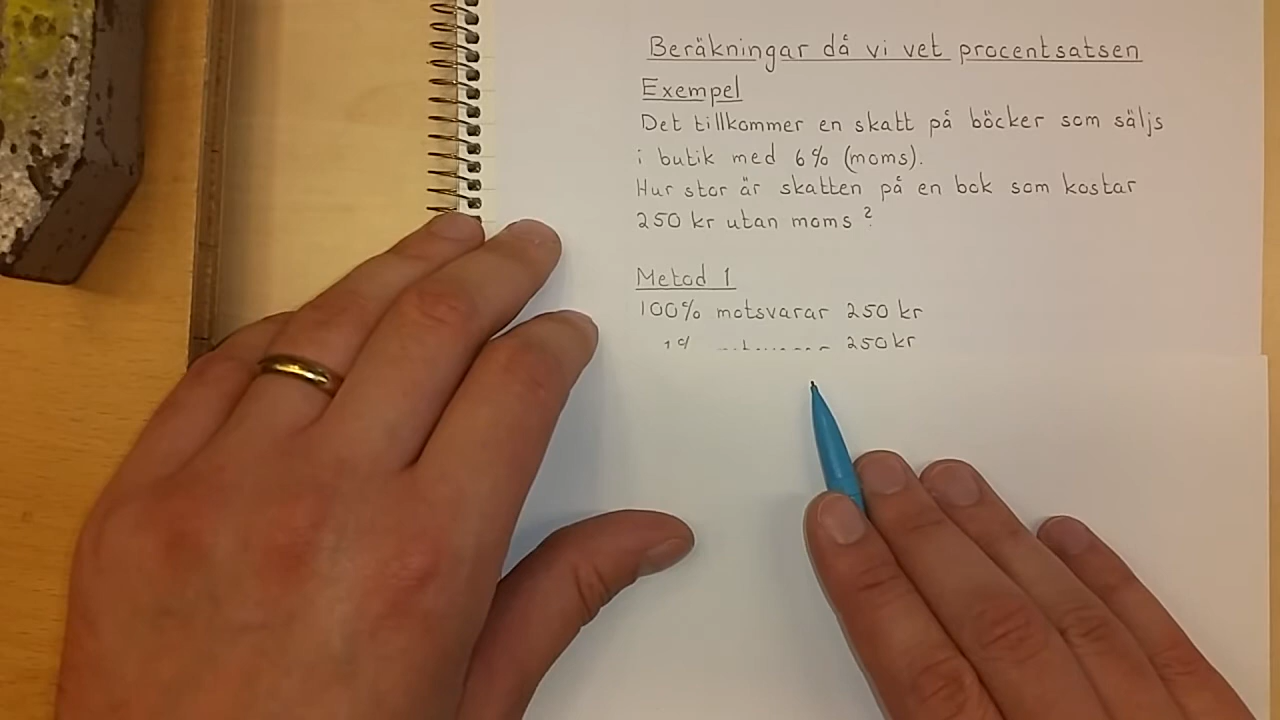 Beräkningar då vi vet procentsatsen
Exempel
Det tillkommer en skatt på böcker som säljs
i butik med 6% (moms).
Hur stor är skatten på en bok som kostar
250 kr utan moms?
Metod 1
100% motsvarar 250 kr
250 kr